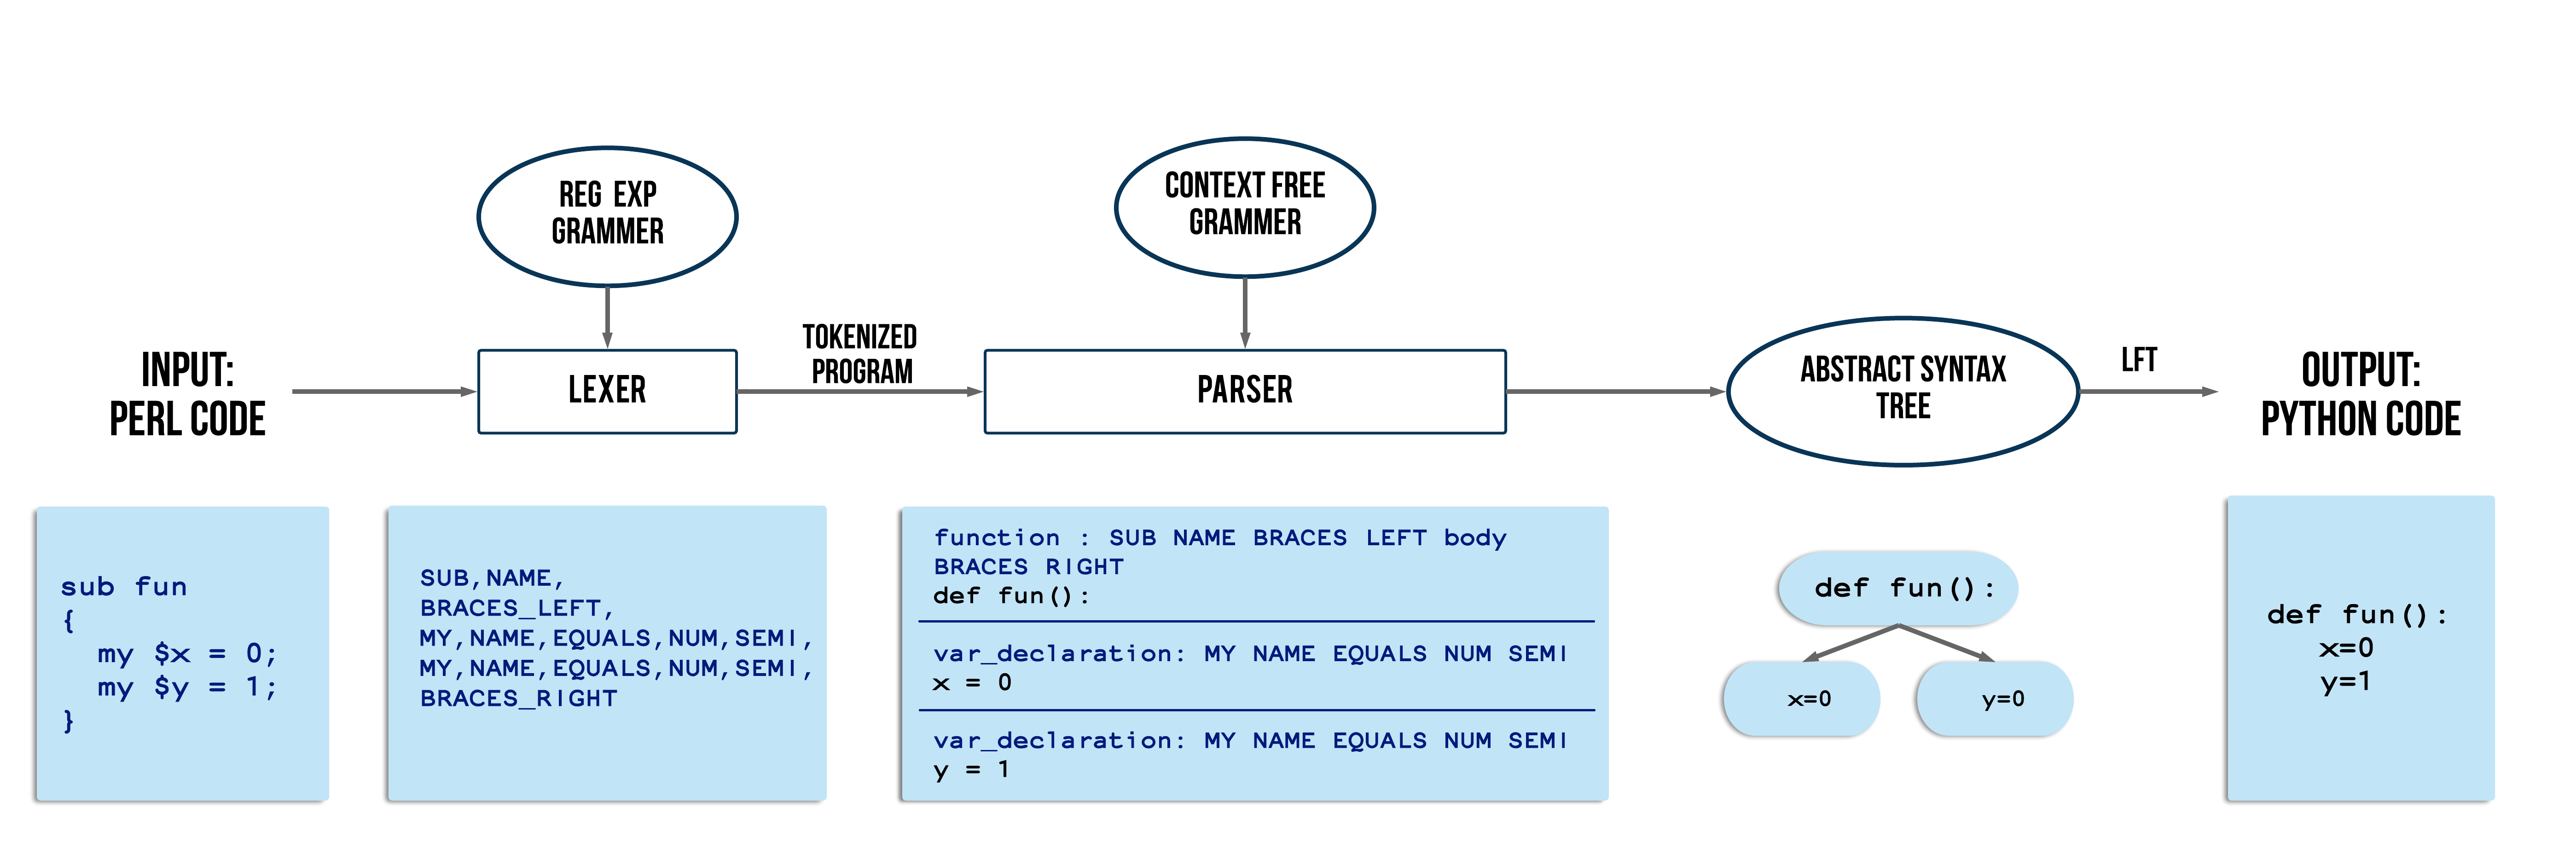 REG EXP
GRAMMER
CONTEXT FREE
GRAMMER
INPUT:
PERL CODE
LEXER
TOKENIZED
PROGRAM
PARSER
ABSTRACT SYNTAX
TREE
LFT
OUTPUT:
PYTHON CODE
sub fun
{
my $x = 0;
my $y = 1;
}
SUB,NAME,
BRACES_LEFT,
MY,NAME,EQUALS,NUM,SEMI,
MY,NAME,EQUALS,NUM,SEMI,
BRACES_RIGHT
function : SUB NAME BRACES LEFT body
BRACES RIGHT
def fun():
var_declaration: MY NAME EQUALS NUM SEMI
x = 0
var_declaration: MY NAME EQUALS NUM SEMI
y = 1
def fun():
x=0
y=0
def fun():
x=0
y=1